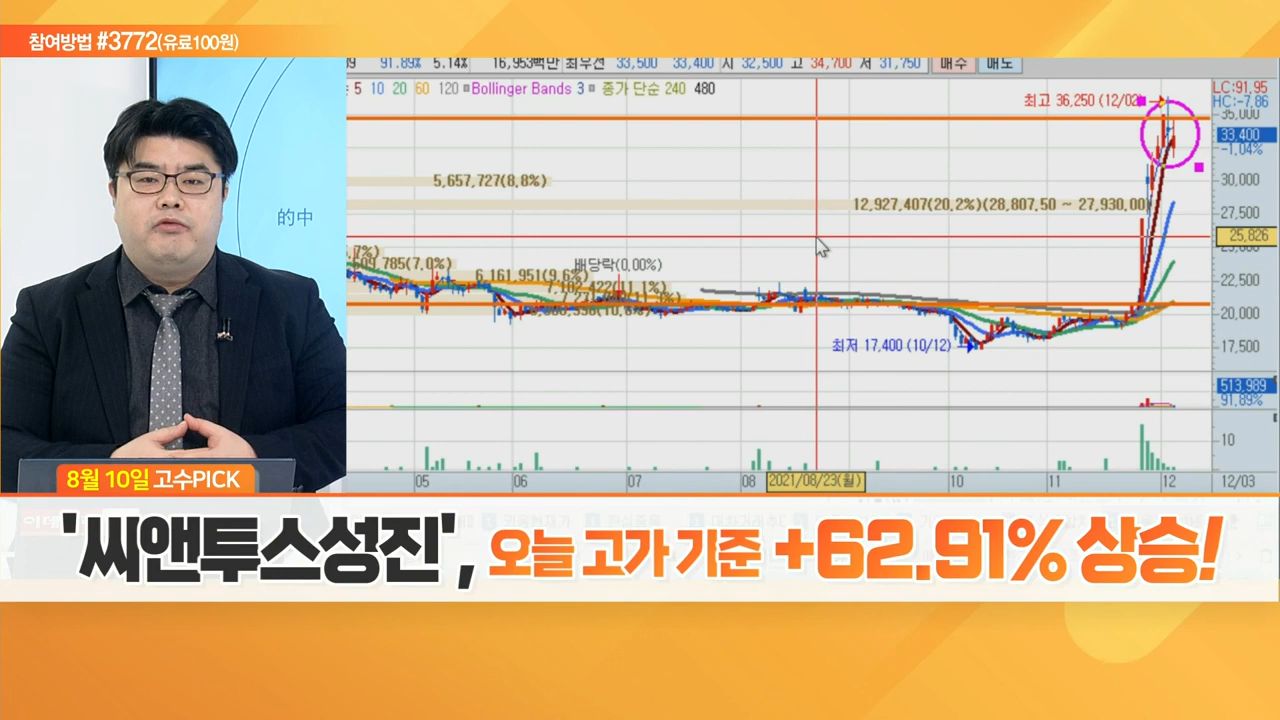 참여방법 #3772(유료100원)
91.89% 5.14% 16,953백만 최우선 33,500 33,400 시 32,500 고 34,700 저 31,750 매수 매도
5 10 20 60 120 Bollinger Bands 3 종가 단순 240 480
LC:91.95
최고 36,250 (12/02)
HC:-7.86
35,000
33,400
-1.04%
5,657,727(8.8%)
30,000
12,927,407(20.2%)(28,807.50 ~ 27,930.00)
27,500
的中
25,826
배당락(0.00%)
6,161,951(9.6%)
22,500
20,000
최저 17,400 (10/12)
17,500
513,989
91.89%
10
05 06 07 08 2021/08/23(월) 10 11 12 12/03
8월 10일 고수PICK
'씨앤투스성진', 오늘 고가 기준 +62.91% 상승!